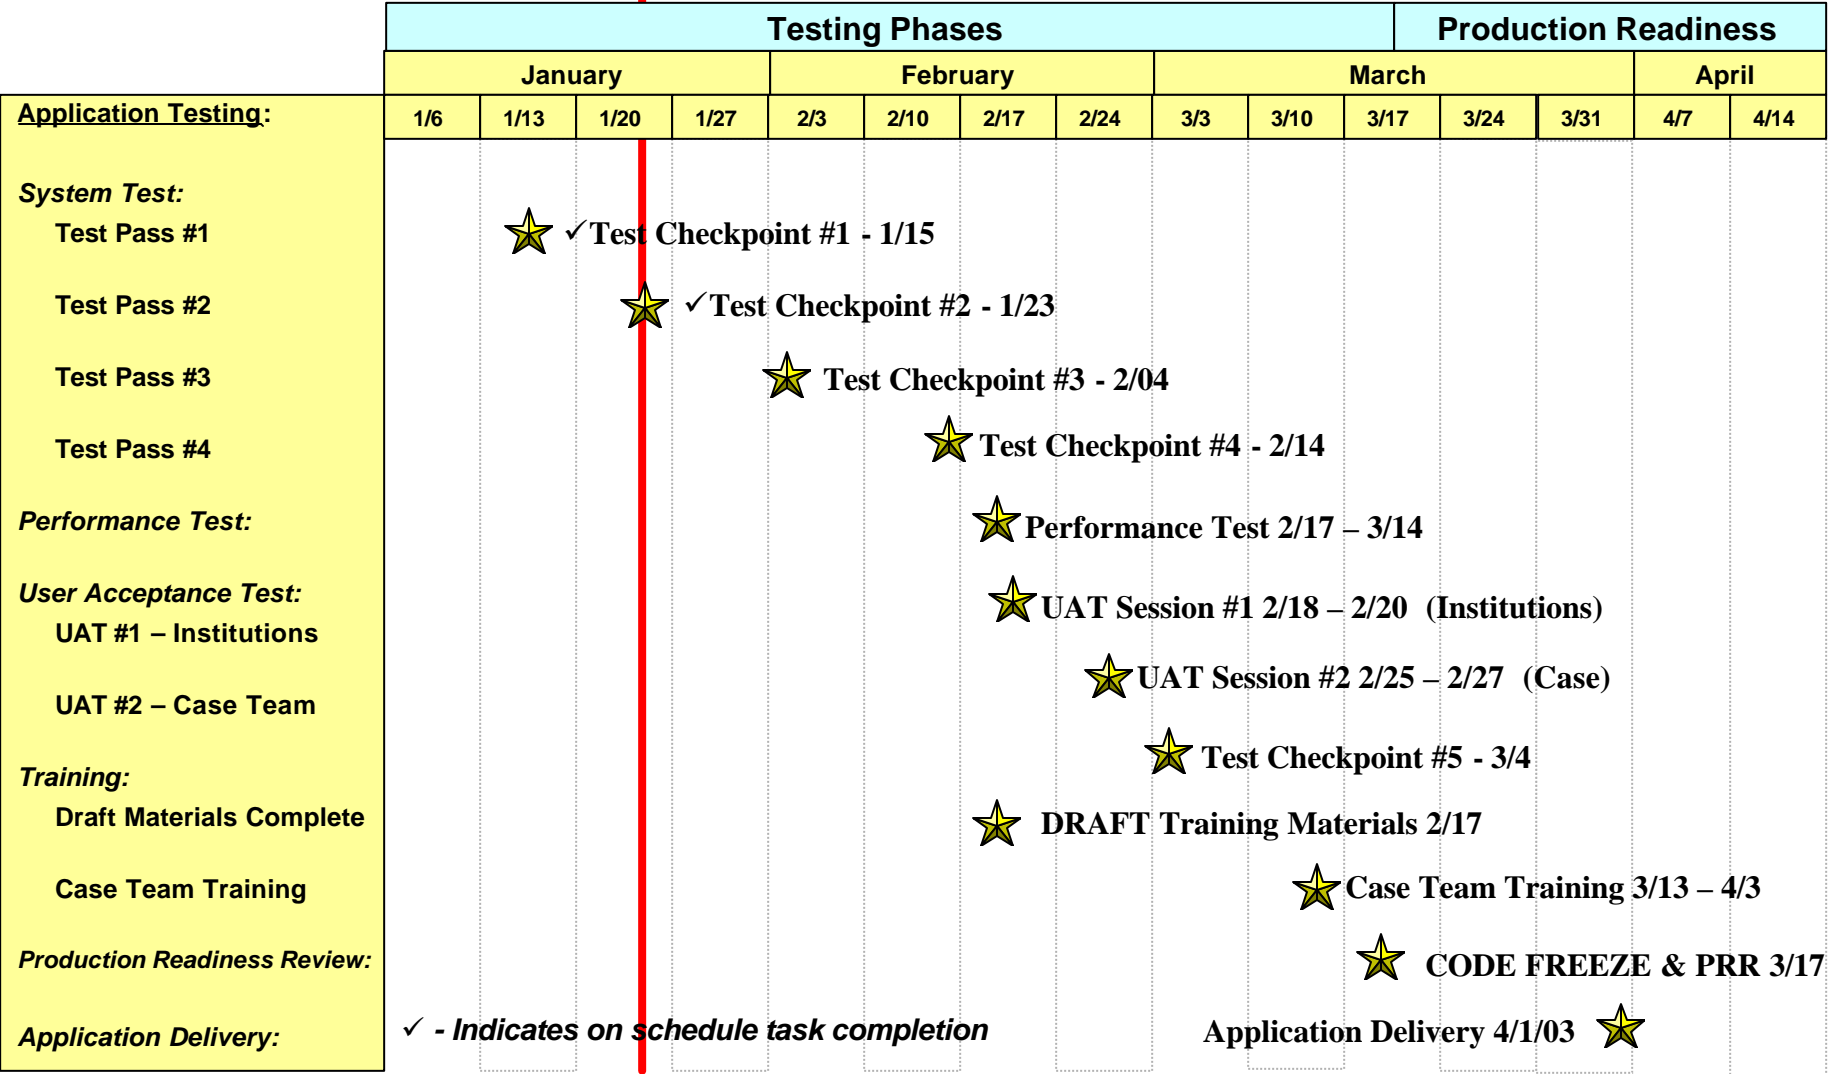 Testing Phases Production Readiness
January February March April
Application Testing: 1/6 1/13 1/20 1/27 2/3 2/10 2/17 2/24 3/3 3/10 3/17 3/24 3/31 4/7 4/14
System Test:
Test Pass #1 ✓Test Checkpoint #1 - 1/15
Test Pass #2 ✓Test Checkpoint #2 - 1/23
Test Pass #3 Test Checkpoint #3 - 2/04
Test Pass #4 Test Checkpoint #4 - 2/14
Performance Test: Performance Test 2/17 – 3/14
User Acceptance Test: UAT Session #1 2/18 – 2/20 (Institutions)
UAT #1 – Institutions
UAT Session #2 2/25 – 2/27 (Case)
UAT #2 – Case Team
Test Checkpoint #5 - 3/4
Training:
Draft Materials Complete DRAFT Training Materials 2/17
Case Team Training Case Team Training 3/13 – 4/3
Production Readiness Review: CODE FREEZE & PRR 3/17
Application Delivery: ✓ - Indicates on schedule task completion Application Delivery 4/1/03